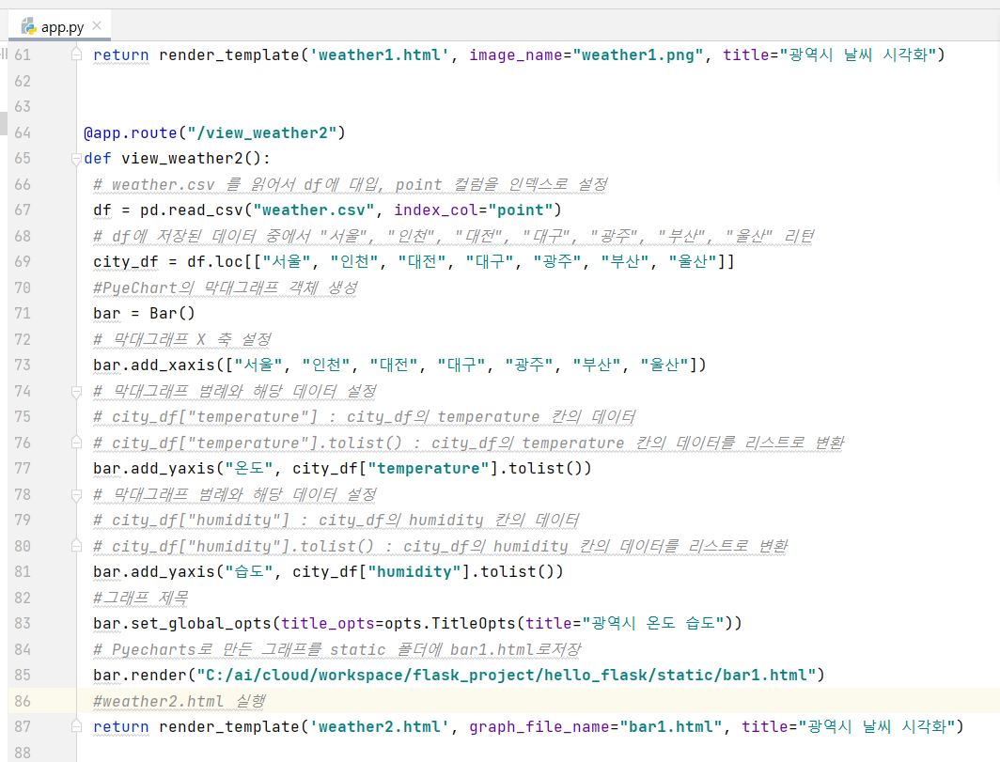 app.py
61 return render_template('weather1.html', image_name="weather1.png", title="광역시 날씨 시각화")
62
63
64 @app.route("/view_weather2")
65 def view_weather2():
66 # weather.csv 를 읽어서 df에 대입, point 컬럼을 인덱스로 설정
67 df = pd.read_csv("weather.csv", index_col="point")
68 # df에 저장된 데이터 중에서 "서울", "인천", "대전", "대구", "광주", "부산", "울산" 리턴
69 city_df = df.loc[["서울", "인천", "대전", "대구", "광주", "부산", "울산"]]
70 #PyeChart의 막대그래프 객체 생성
71 bar = Bar()
72 # 막대그래프 X 축 설정
73 bar.add_xaxis(["서울", "인천", "대전", "대구", "광주", "부산", "울산"])
74 # 막대그래프 범례와 해당 데이터 설정
75 # city_df["temperature"] : city_df의 temperature 칸의 데이터
76 # city_df["temperature"].tolist() : city_df의 temperature 칸의 데이터를 리스트로 변환
77 bar.add_yaxis("온도", city_df["temperature"].tolist())
78 # 막대그래프 범례와 해당 데이터 설정
79 # city_df["humidity"] : city_df의 humidity 칸의 데이터
80 # city_df["humidity"].tolist() : city_df의 humidity 칸의 데이터를 리스트로 변환
81 bar.add_yaxis("습도", city_df["humidity"].tolist())
82 #그래프 제목
83 bar.set_global_opts(title_opts=opts.TitleOpts(title="광역시 온도 습도"))
84 # Pyecharts로 만든 그래프를 static 폴더에 bar1.html로저장
85 bar.render("C:/ai/cloud/workspace/flask_project/hello_flask/static/bar1.html")
86 #weather2.html 실행
87 return render_template('weather2.html', graph_file_name="bar1.html", title="광역시 날씨 시각화")
88